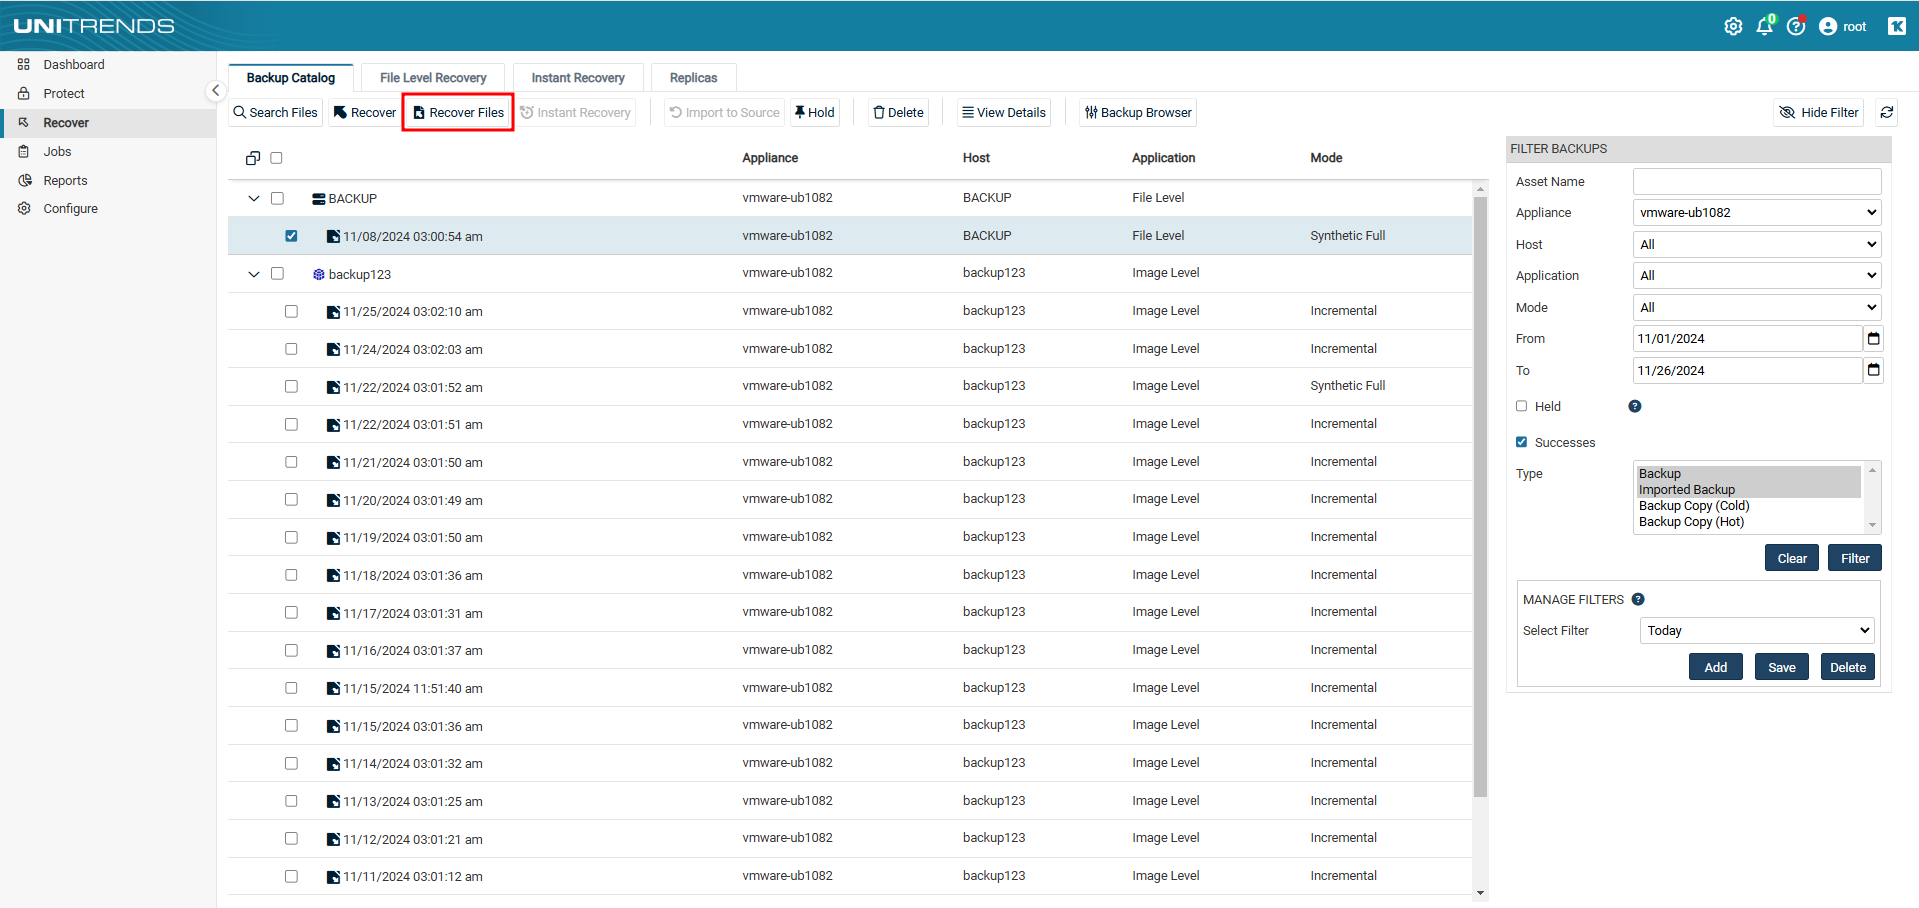 UNITRENDS
0
root
Dashboard
Protect
Recover
Jobs
Reports
Configure
Backup Catalog
File Level Recovery
Instant Recovery
Replicas
Search Files
Recover
Recover Files
Instant Recovery
Import to Source
Hold
Delete
View Details
Backup Browser
Hide Filter
Appliance Host Application Mode
BACKUP vmware-ub1082 BACKUP File Level
11/08/2024 03:00:54 am vmware-ub1082 BACKUP File Level Synthetic Full
backup123 vmware-ub1082 backup123 Image Level
11/25/2024 03:02:10 am vmware-ub1082 backup123 Image Level Incremental
11/24/2024 03:02:03 am vmware-ub1082 backup123 Image Level Incremental
11/22/2024 03:01:52 am vmware-ub1082 backup123 Image Level Synthetic Full
11/22/2024 03:01:51 am vmware-ub1082 backup123 Image Level Incremental
11/21/2024 03:01:50 am vmware-ub1082 backup123 Image Level Incremental
11/20/2024 03:01:49 am vmware-ub1082 backup123 Image Level Incremental
11/19/2024 03:01:50 am vmware-ub1082 backup123 Image Level Incremental
11/18/2024 03:01:36 am vmware-ub1082 backup123 Image Level Incremental
11/17/2024 03:01:31 am vmware-ub1082 backup123 Image Level Incremental
11/16/2024 03:01:37 am vmware-ub1082 backup123 Image Level Incremental
11/15/2024 11:51:40 am vmware-ub1082 backup123 Image Level Incremental
11/15/2024 03:01:36 am vmware-ub1082 backup123 Image Level Incremental
11/14/2024 03:01:32 am vmware-ub1082 backup123 Image Level Incremental
11/13/2024 03:01:25 am vmware-ub1082 backup123 Image Level Incremental
11/12/2024 03:01:21 am vmware-ub1082 backup123 Image Level Incremental
11/11/2024 03:01:12 am vmware-ub1082 backup123 Image Level Incremental
FILTER BACKUPS
Asset Name
Appliance vmware-ub1082
Host All
Application All
Mode All
From 11/01/2024
To 11/26/2024
Held ?
Successes
Type Backup
Imported Backup
Backup Copy (Cold)
Backup Copy (Hot)
Clear Filter
MANAGE FILTERS ?
Select Filter Today
Add Save Delete